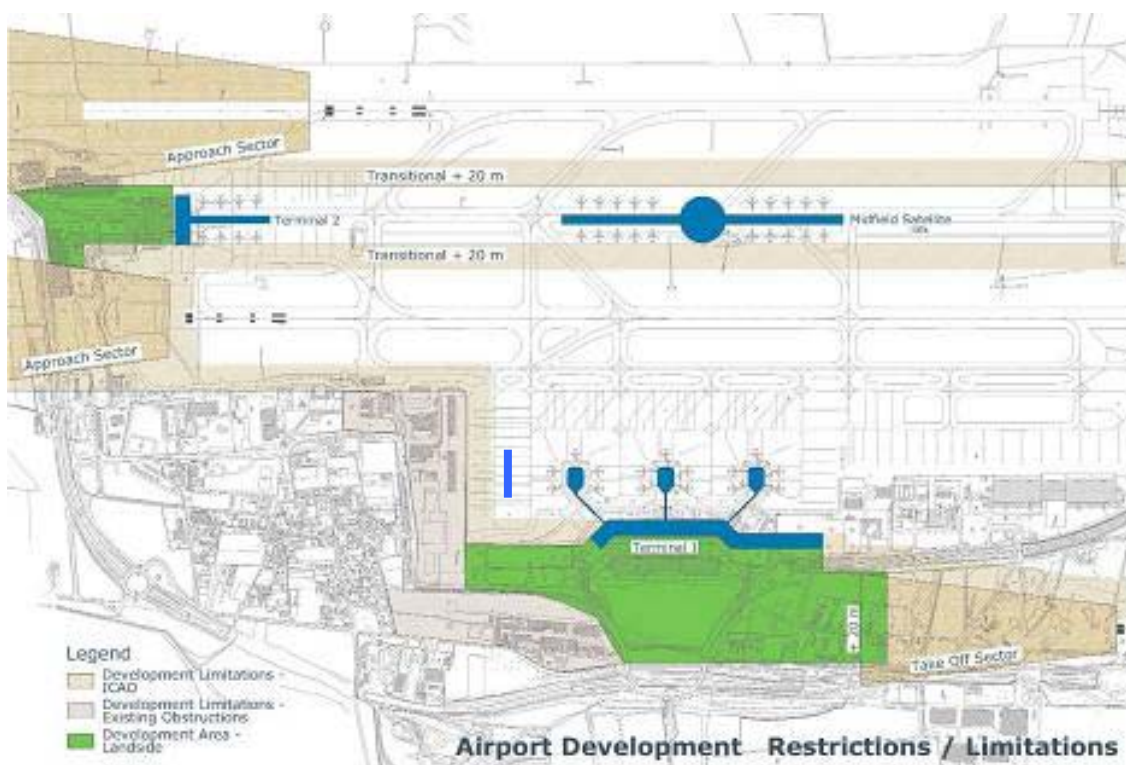 Approach Sector
Transitional + 20 m
Terminal 2
Midfield Satelite
Transitional + 20 m
Approach Sector
Terminal 1
+ 20 m
Take Off Sector
Legend
Development Limitations -
ICAO
Development Limitations -
Existing Obstructions
Development Area -
Landside
Airport Development Restrictions / Limitations